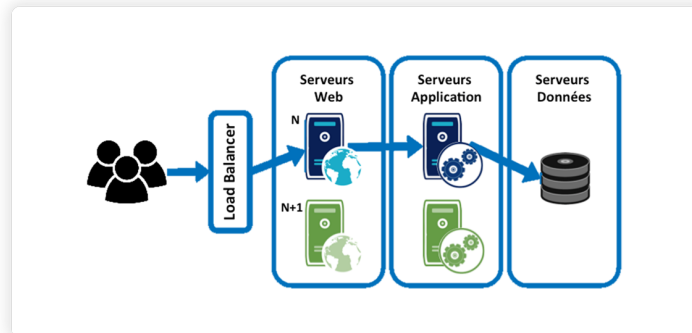 Serveurs
Web
Serveurs
Application
Serveurs
Données
N
Load Balancer
N+1